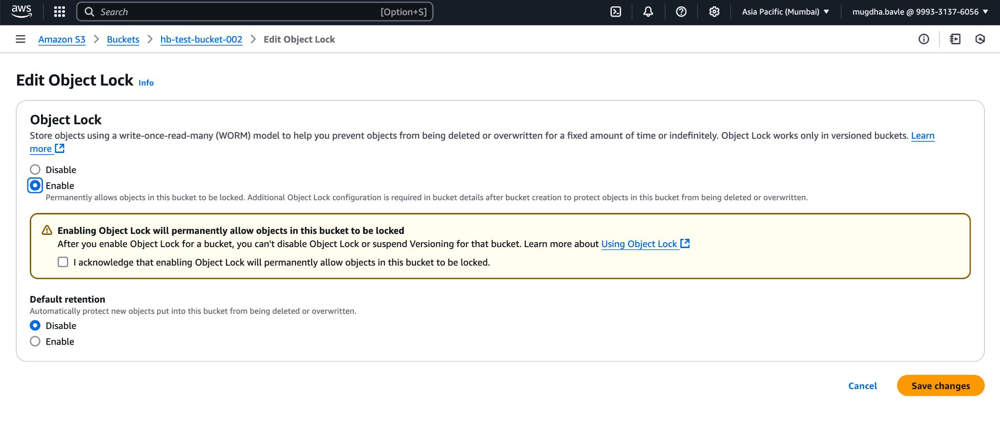 aws
Search
[Option+S]
Asia Pacific (Mumbai)
mugdha.bavle @ 9993-3137-6056
Amazon S3
Buckets
hb-test-bucket-002
Edit Object Lock
Edit Object Lock Info
Object Lock
Store objects using a write-once-read-many (WORM) model to help you prevent objects from being deleted or overwritten for a fixed amount of time or indefinitely. Object Lock works only in versioned buckets. Learn
more
Disable
Enable
Permanently allows objects in this bucket to be locked. Additional Object Lock configuration is required in bucket details after bucket creation to protect objects in this bucket from being deleted or overwritten.
Enabling Object Lock will permanently allow objects in this bucket to be locked
After you enable Object Lock for a bucket, you can't disable Object Lock or suspend Versioning for that bucket. Learn more about Using Object Lock
I acknowledge that enabling Object Lock will permanently allow objects in this bucket to be locked.
Default retention
Automatically protect new objects put into this bucket from being deleted or overwritten.
Disable
Enable
Cancel
Save changes